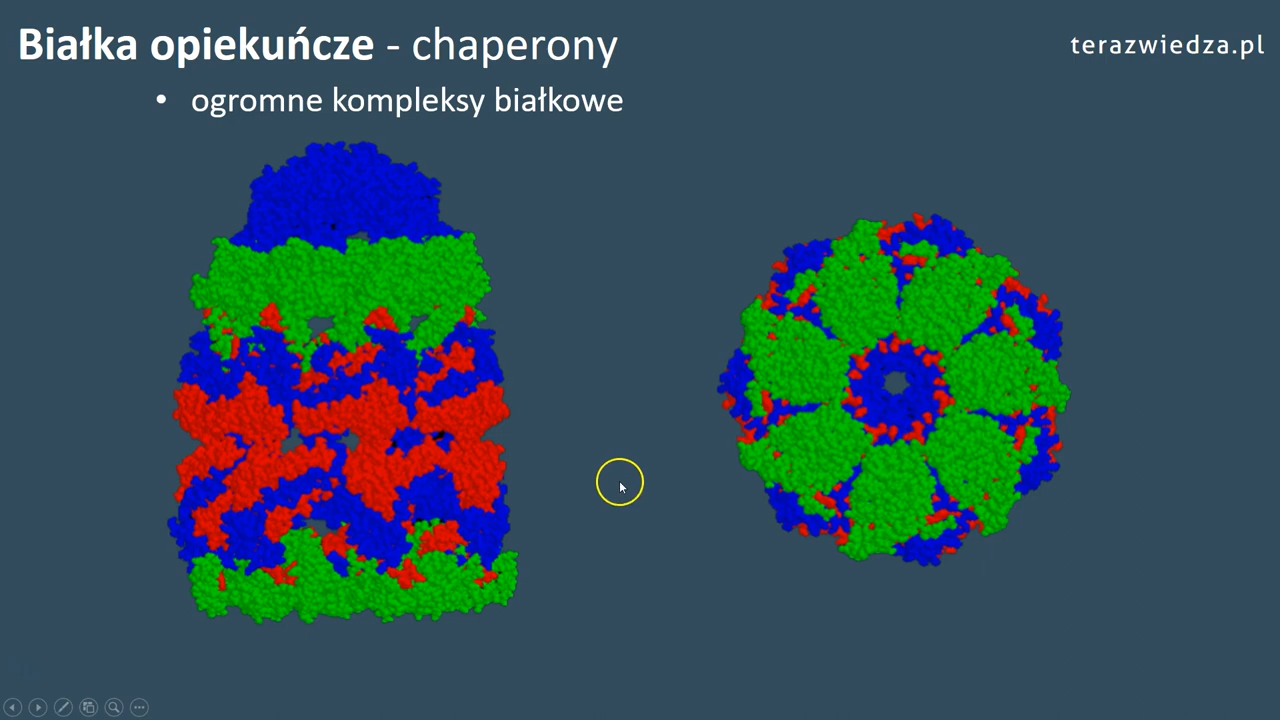 Białka opiekuńcze - chaperony
terazwiedza.pl
• ogromne kompleksy białkowe